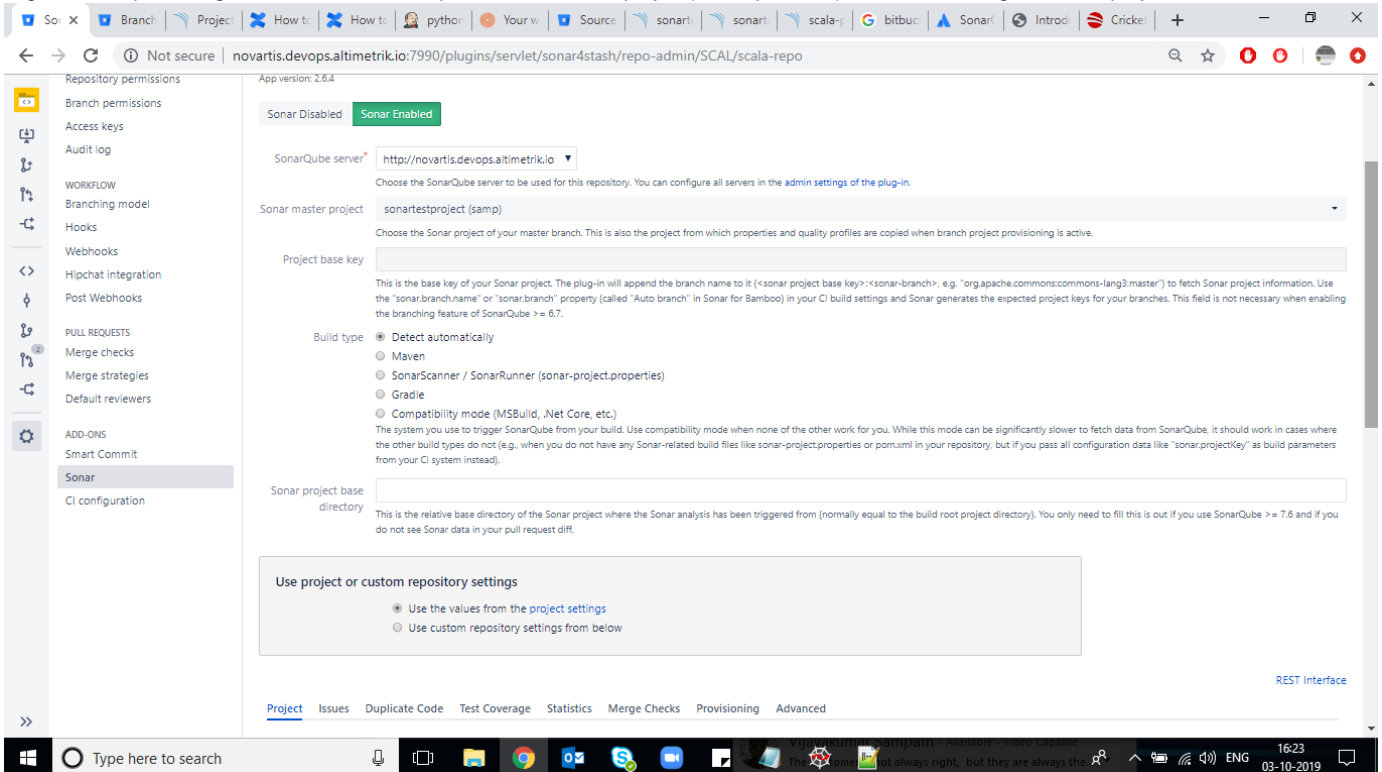 So
Branch
Project
How to
How to
python
Your w
Source
sonarte
sonarte
scala-p
bitbuc
Sonar
Introdu
Cricket
Not secure
novartis.devops.altimetrik.io:7990/plugins/servlet/sonar4stash/repo-admin/SCAL/scala-repo
Repository permissions
Branch permissions
Access keys
Audit log
WORKFLOW
Branching model
Hooks
Webhooks
Hipchat integration
Post Webhooks
PULL REQUESTS
2
Merge checks
Merge strategies
Default reviewers
ADD-ONS
Smart Commit
Sonar
CI configuration
App version: 2.6.4
Sonar Disabled Sonar Enabled
SonarQube server* http://novartis.devops.altimetrik.io:
Choose the SonarQube server to be used for this repository. You can configure all servers in the admin settings of the plug-in.
Sonar master project sonartestproject (samp)
Choose the Sonar project of your master branch. This is also the project from which properties and quality profiles are copied when branch project provisioning is active.
Project base key
This is the base key of your Sonar project. The plug-in will append the branch name to it (<sonar project base key>:<sonar-branch>, e.g. "org.apache.commons:commons-lang3:master") to fetch Sonar project information. Use
the "sonar.branch.name" or "sonar.branch" property (called "Auto branch" in Sonar for Bamboo) in your CI build settings and Sonar generates the expected project keys for your branches. This field is not necessary when enabling
the branching feature of SonarQube >= 6.7.
Build type Detect automatically
Maven
SonarScanner / SonarRunner (sonar-project.properties)
Gradle
Compatibility mode (MSBuild, .Net Core, etc.)
The system you use to trigger SonarQube from your build. Use compatibility mode when none of the other work for you. While this mode can be significantly slower to fetch data from SonarQube, it should work in cases where
the other build types do not (e.g., when you do not have any Sonar-related build files like sonar-project.properties or pom.xml in your repository, but if you pass all configuration data like "sonar.projectKey" as build parameters
from your CI system instead).
Sonar project base
directory
This is the relative base directory of the Sonar project where the Sonar analysis has been triggered from (normally equal to the build root project directory). You only need to fill this is out if you use SonarQube >= 7.6 and if you
do not see Sonar data in your pull request diff.
Use project or custom repository settings
Use the values from the project settings
Use custom repository settings from below
REST Interface
Project Issues Duplicate Code Test Coverage Statistics Merge Checks Provisioning Advanced
Type here to search
Vijayakumar Sampath - Available - Video Capable
not always right, but they are always the
ENG
16:23
03-10-2019